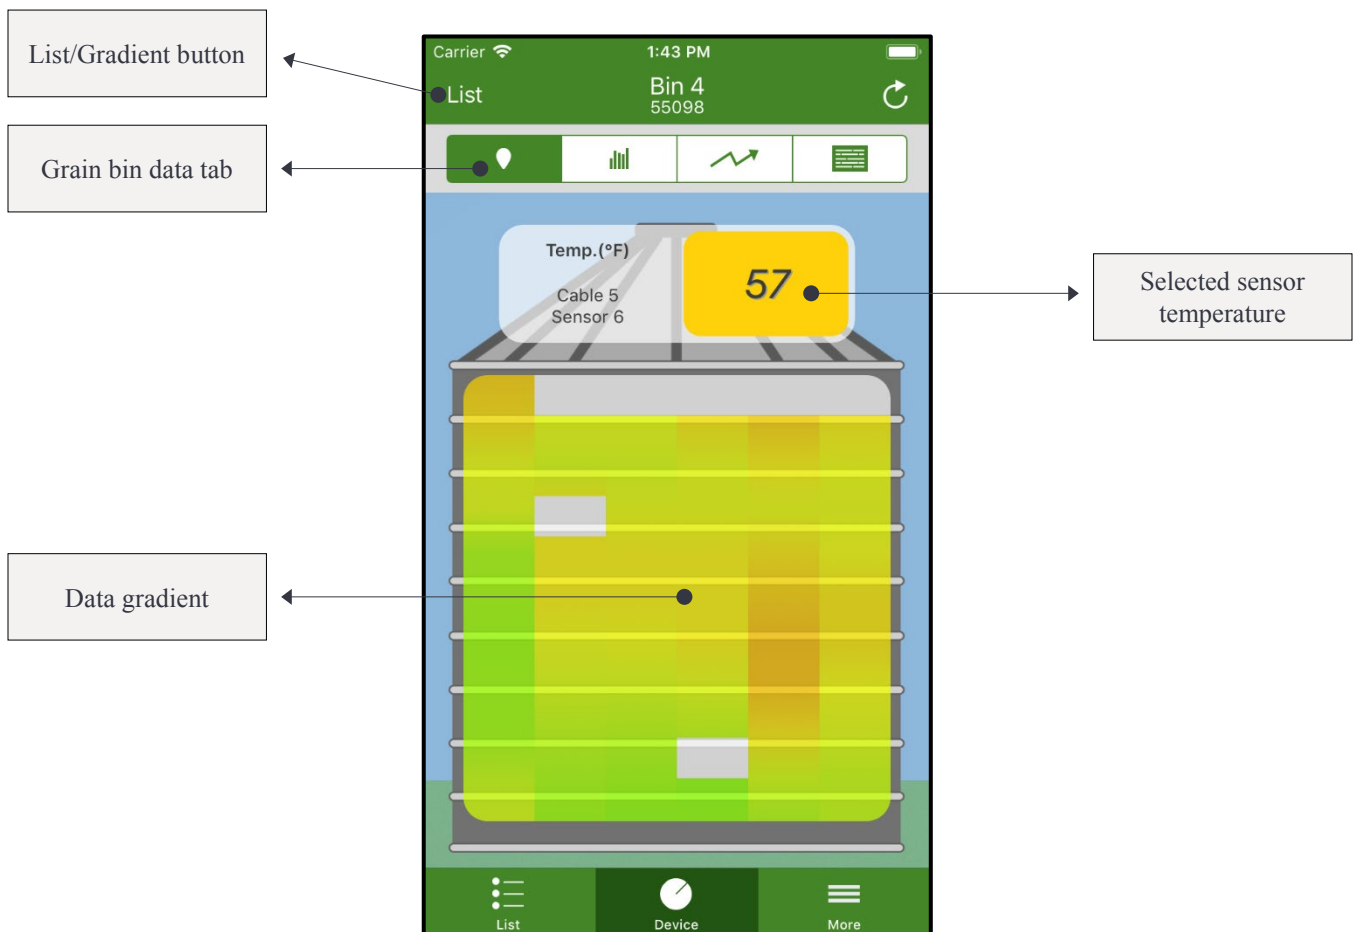 List/Gradient button
Grain bin data tab
Data gradient
Carrier
1:43 PM
List
Bin 4
55098
Temp.(°F)
Cable 5
Sensor 6
57
List
Device
More
Selected sensor
temperature